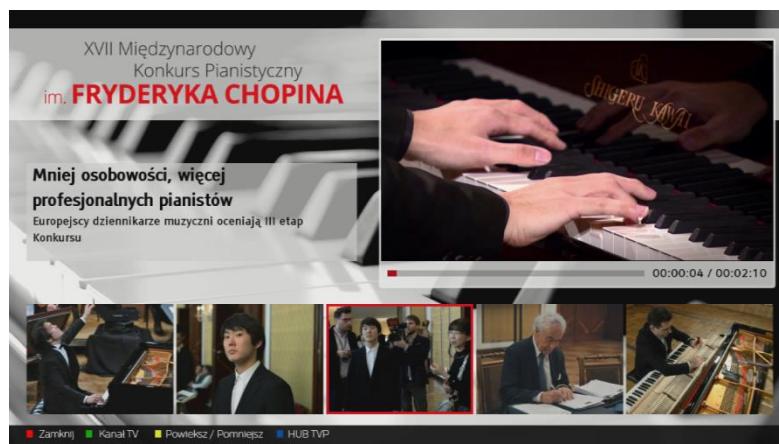 XVII Międzynarodowy
Konkurs Pianistyczny
im. FRYDERYKA CHOPINA
SHIGERU KAWAI
Mniej osobowości, więcej
profesjonalnych pianistów
Europejscy dziennikarze muzyczni oceniają III etap
Konkursu
00:00:04 / 00:02:10
Zamknij Kanał TV Powiększ / Pomniejsz HUB TVP